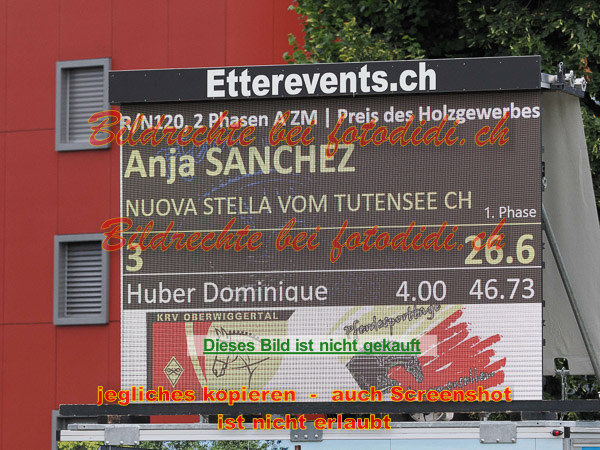 Etterevents.ch
R/N120, 2 Phasen A ZM | Preis des Holzgewerbes
Bildrechte bei fotodidi.ch
Anja SANCHEZ
NUOVA STELLA VOM TUTENSEE CH
1. Phase
Bildrechte bei fotodidi.ch
3 26.6
Huber Dominique 4.00 46.73
KRV OBERWIGGERTAL
Pferdesporttage
Dieses Bild ist nicht gekauft
jegliches kopieren - auch Screenshot
ist nicht erlaubt